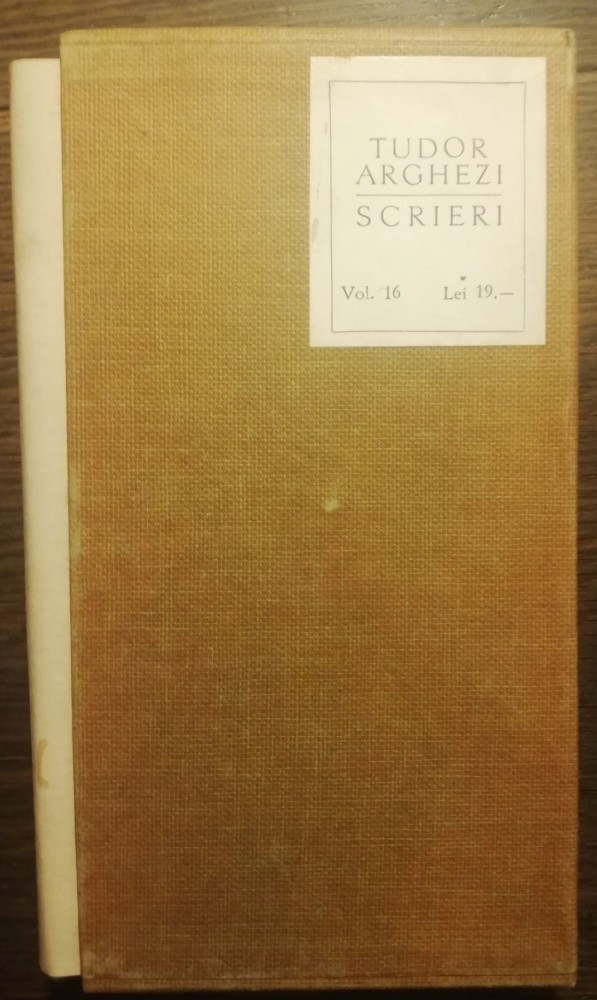 TUDOR
ARGHEZI
SCRIERI
Vol. 16 Lei 19.—